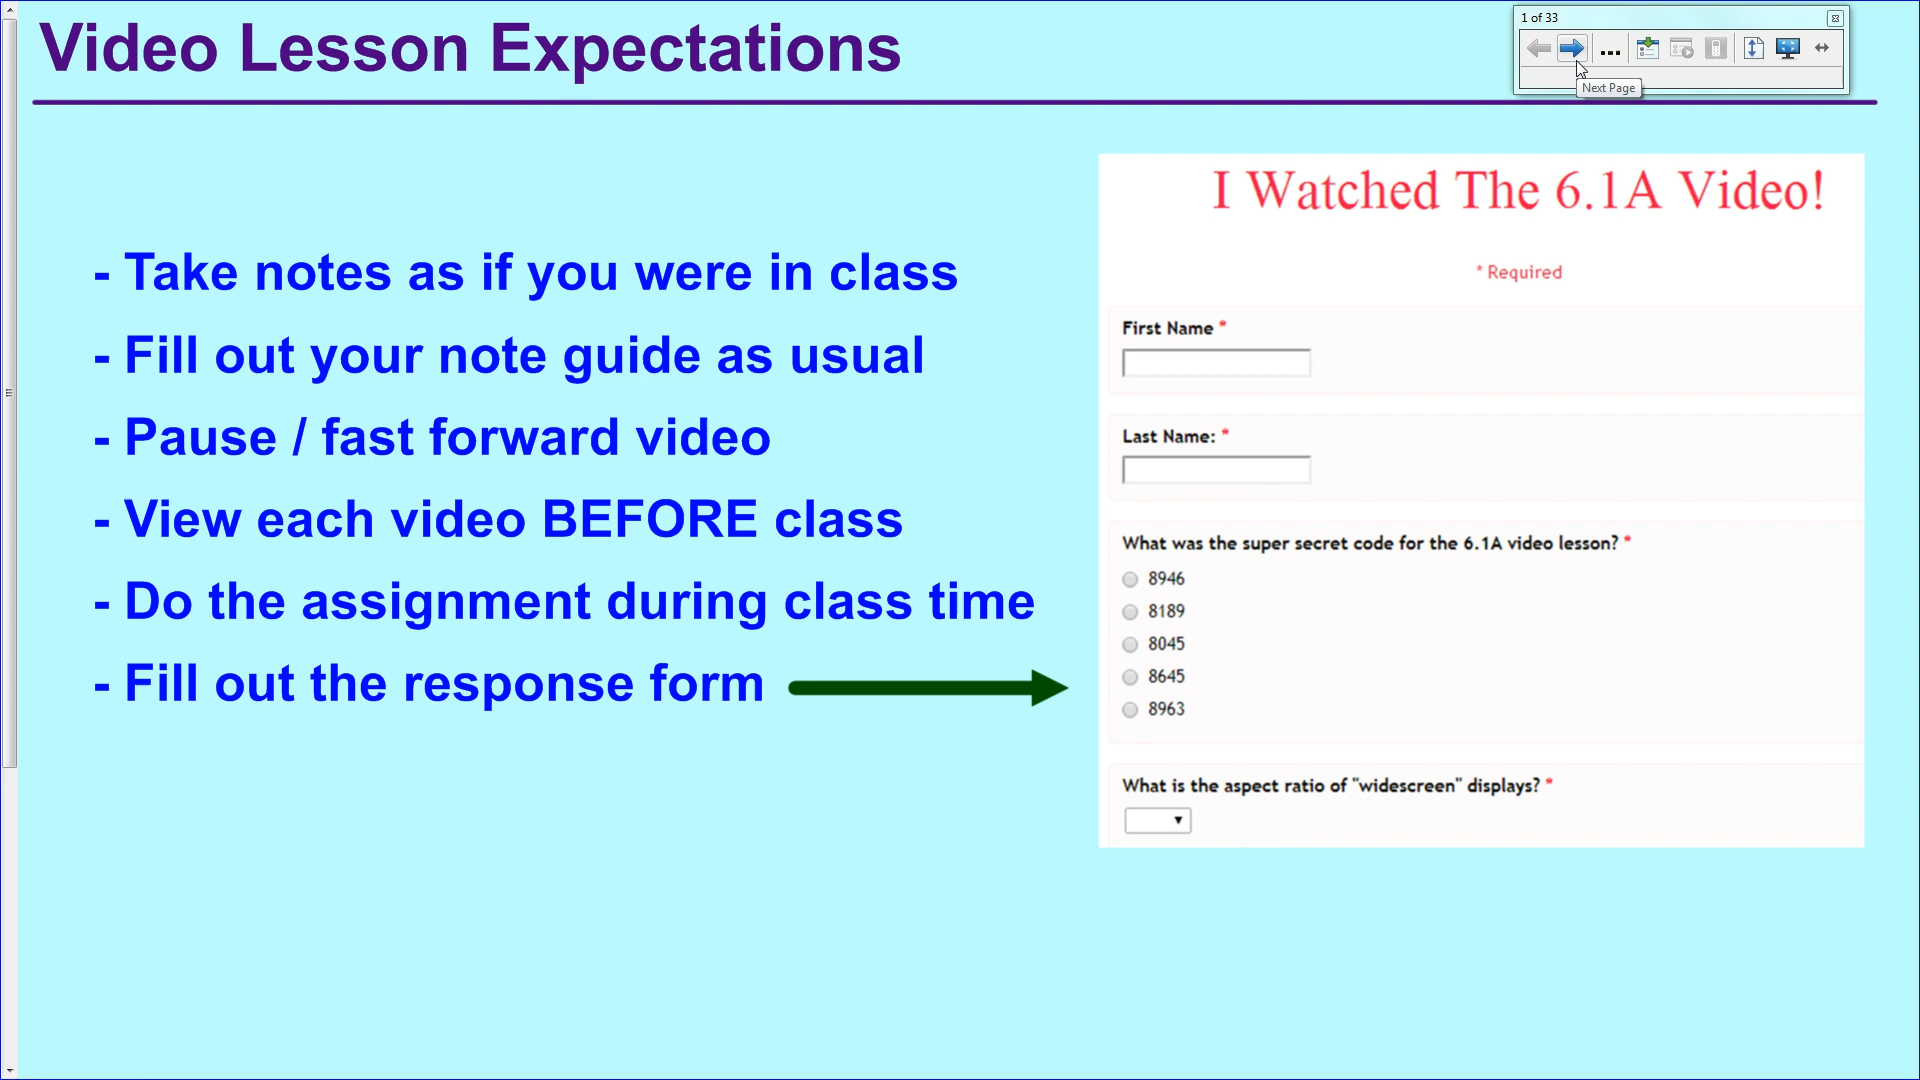 Video Lesson Expectations
1 of 33
Next Page
- Take notes as if you were in class
- Fill out your note guide as usual
- Pause / fast forward video
- View each video BEFORE class
- Do the assignment during class time
- Fill out the response form
I Watched The 6.1A Video!
* Required
First Name *
Last Name: *
What was the super secret code for the 6.1A video lesson? *
8946
8189
8045
8645
8963
What is the aspect ratio of "widescreen" displays? *